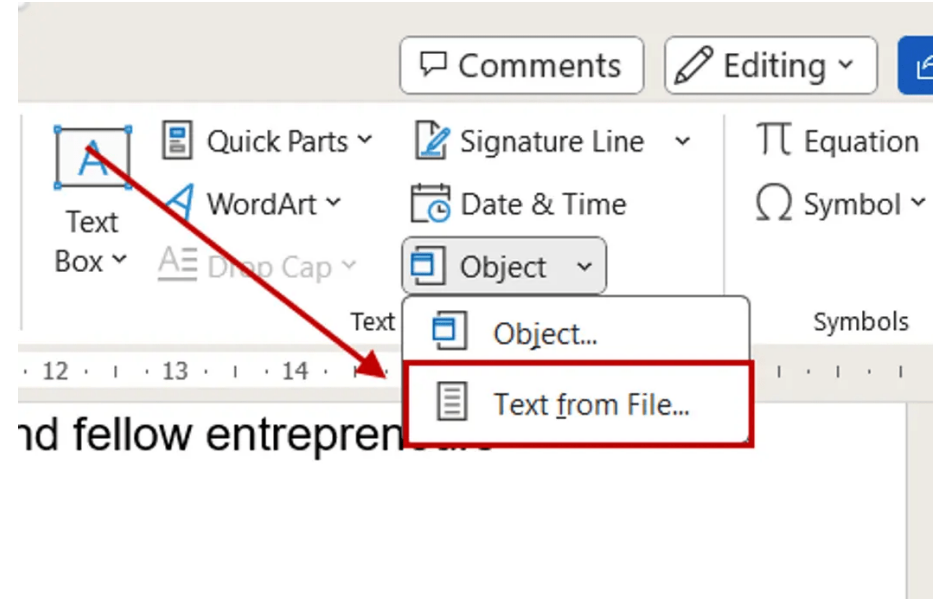 Comments
Editing
Text
Box
Quick Parts
WordArt
Drop Cap
Signature Line
Date & Time
Object
Text
Object...
Text from File...
Equation
Symbol
Symbols
12
13
14
nd fellow entrepreneurs